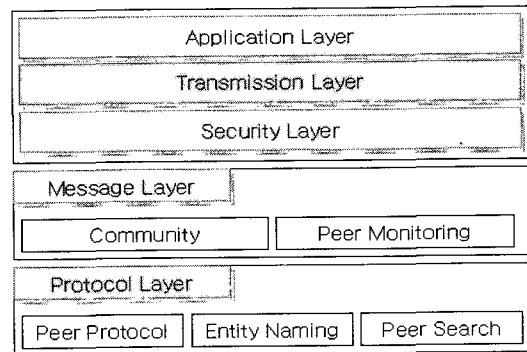 Application Layer
Transmission Layer
Security Layer
Message Layer
Community Peer Monitoring
Protocol Layer
Peer Protocol Entity Naming Peer Search